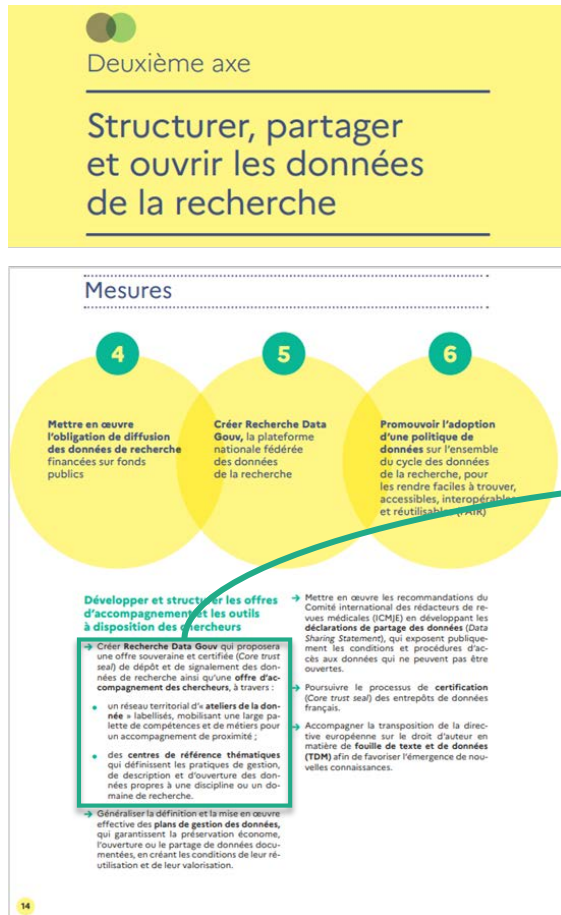 Deuxième axe
Structurer, partager
et ouvrir les données
de la recherche
Mesures
4
Mettre en œuvre
l'obligation de diffusion
des données de recherche
financées sur fonds
publics
5
Créer Recherche Data
Gouv, la plateforme
nationale fédérée
des données
de la recherche
6
Promouvoir l'adoption
d'une politique de
données sur l'ensemble
du cycle des données
de la recherche, pour
les rendre faciles à trouver,
accessibles, interopérables
et réutilisables (FAIR)
Développer et structurer les offres
d'accompagnement et les outils
à disposition des chercheurs
→ Créer Recherche Data Gouv qui proposera
une offre souveraine et certifiée (Core trust
seal) de dépôt et de signalement des don-
nées de recherche ainsi qu'une offre d'ac-
compagnement des chercheurs, à travers :
• un réseau territorial d'« ateliers de la don-
née » labellisés, mobilisant une large pa-
lette de compétences et de métiers pour
un accompagnement de proximité ;
• des centres de référence thématiques
qui définissent les pratiques de gestion,
de description et d'ouverture des don-
nées propres à une discipline ou un do-
maine de recherche.
→ Généraliser la définition et la mise en œuvre
effective des plans de gestion des données,
qui garantissent la préservation économe,
l'ouverture ou le partage de données docu-
mentées, en créant les conditions de leur ré-
utilisation et de leur valorisation.
→ Mettre en œuvre les recommandations du
Comité international des rédacteurs de re-
vues médicales (ICMJE) en développant les
déclarations de partage des données (Data
Sharing Statement), qui exposent publique-
ment les conditions et procédures d'ac-
cès aux données qui ne peuvent pas être
ouvertes.
→ Poursuivre le processus de certification
(Core trust seal) des entrepôts de données
français.
→ Accompagner la transposition de la direc-
tive européenne sur le droit d'auteur en
matière de fouille de texte et de données
(TDM) afin de favoriser l'émergence de nou-
velles connaissances.
14